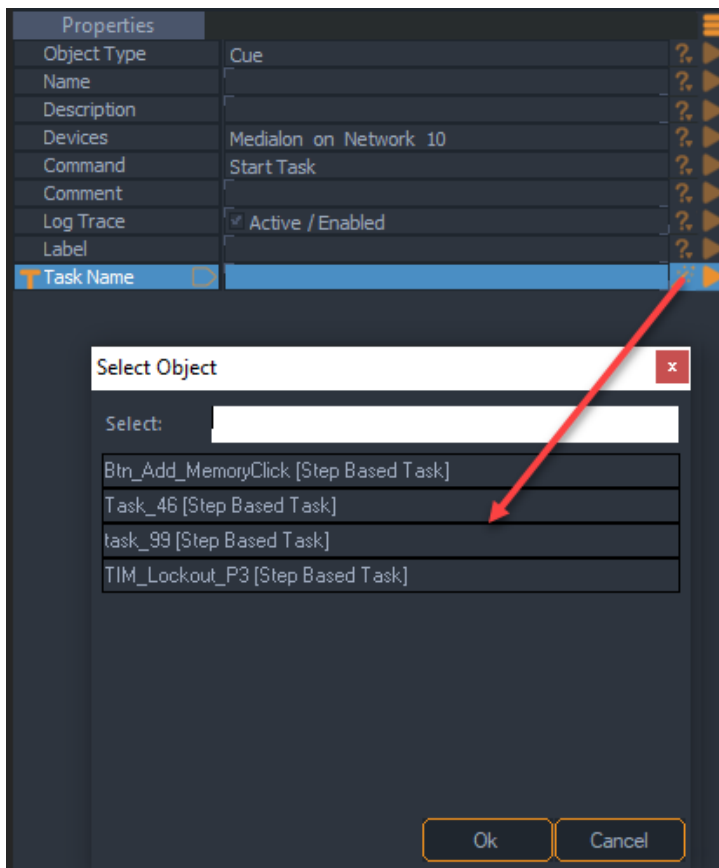 Properties
Object Type Cue
Name
Description
Devices Medialon on Network 10
Command Start Task
Comment
Log Trace Active / Enabled
Label
T Task Name
Select Object x
Select:
Btn_Add_MemoryClick [Step Based Task]
Task_46 [Step Based Task]
task_99 [Step Based Task]
TIM_Lockout_P3 [Step Based Task]
Ok Cancel